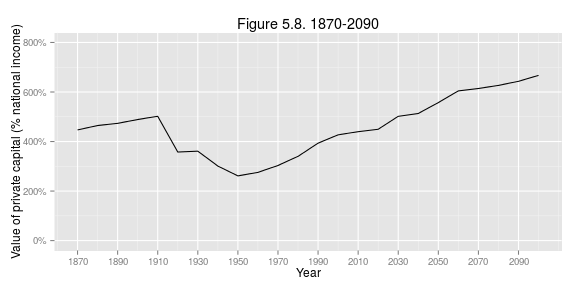 Figure 5.8. 1870-2090
Value of private capital (% national income)
800%
600%
400%
200%
0%
1870 1890 1910 1930 1950 1970 1990 2010 2030 2050 2070 2090
Year